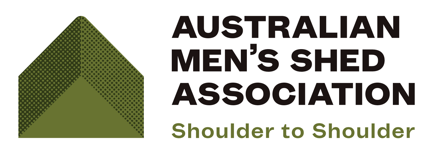 AUSTRALIAN
MEN’S SHED
ASSOCIATION
Shoulder to Shoulder